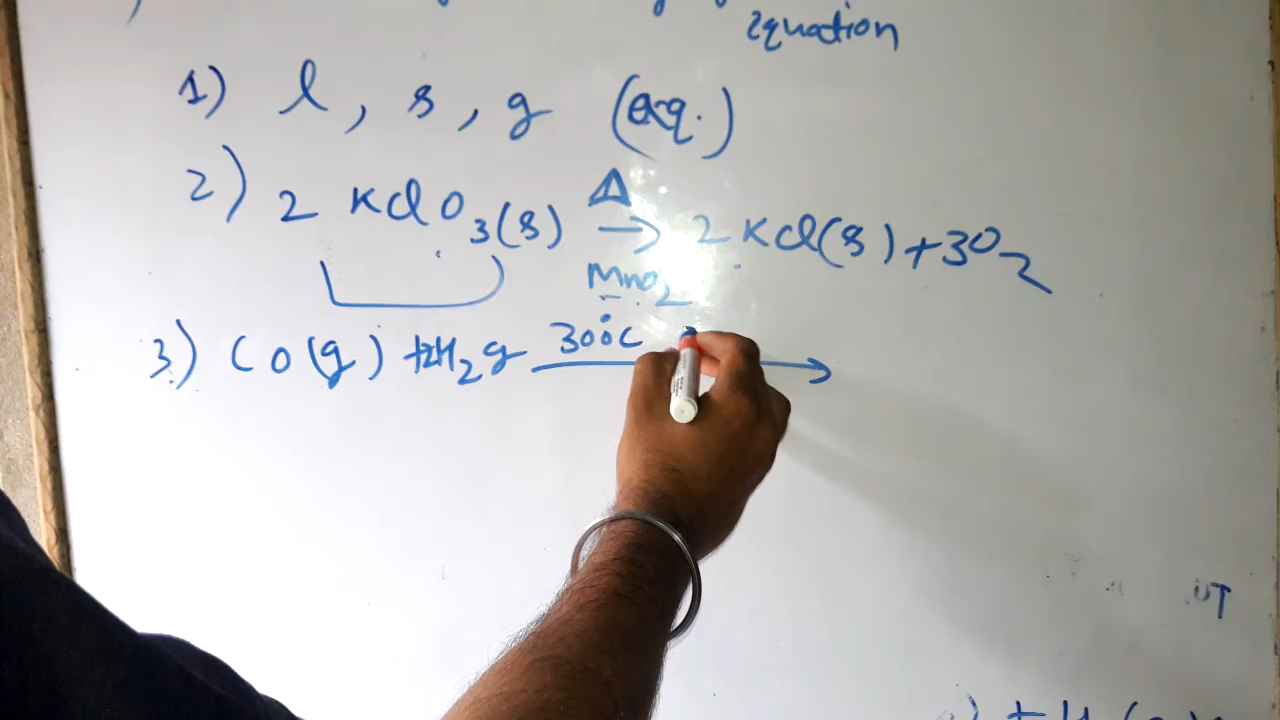 Equation
1) l, s, g (aq.)
2) 2 KClO3(s) Δ → 2 KCl(s) + 3O2
MnO2
3) CO(g) + 2H2 g 300°C →